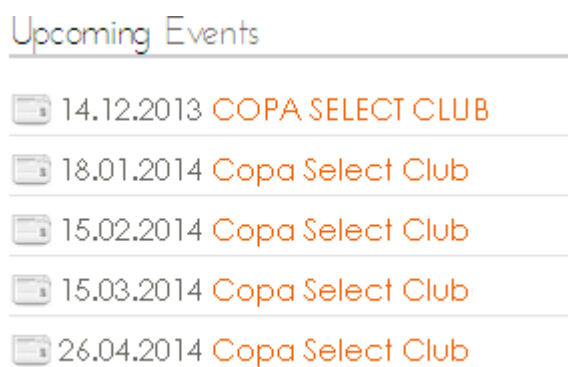 Upcoming Events
14.12.2013 COPA SELECT CLUB
18.01.2014 Copa Select Club
15.02.2014 Copa Select Club
15.03.2014 Copa Select Club
26.04.2014 Copa Select Club